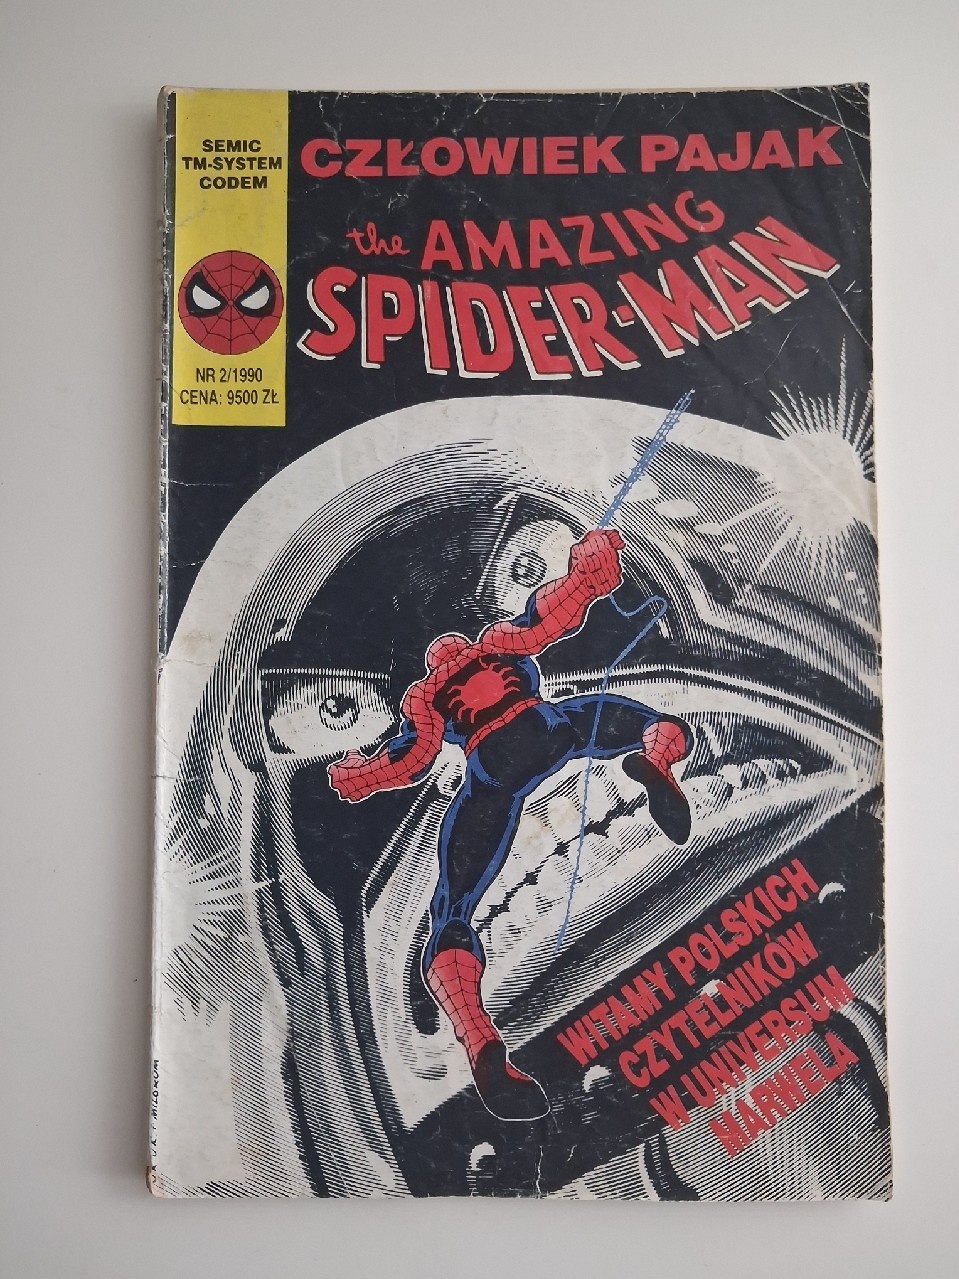 SEMIC
TM-SYSTEM
CODEM
NR 2/1990
CENA: 9500 ZŁ
CZŁOWIEK PAJAK
the AMAZING
SPIDER-MAN
WITAMY POLSKICH
CZYTELNIKÓW
W UNIVERSUM
MARWELA